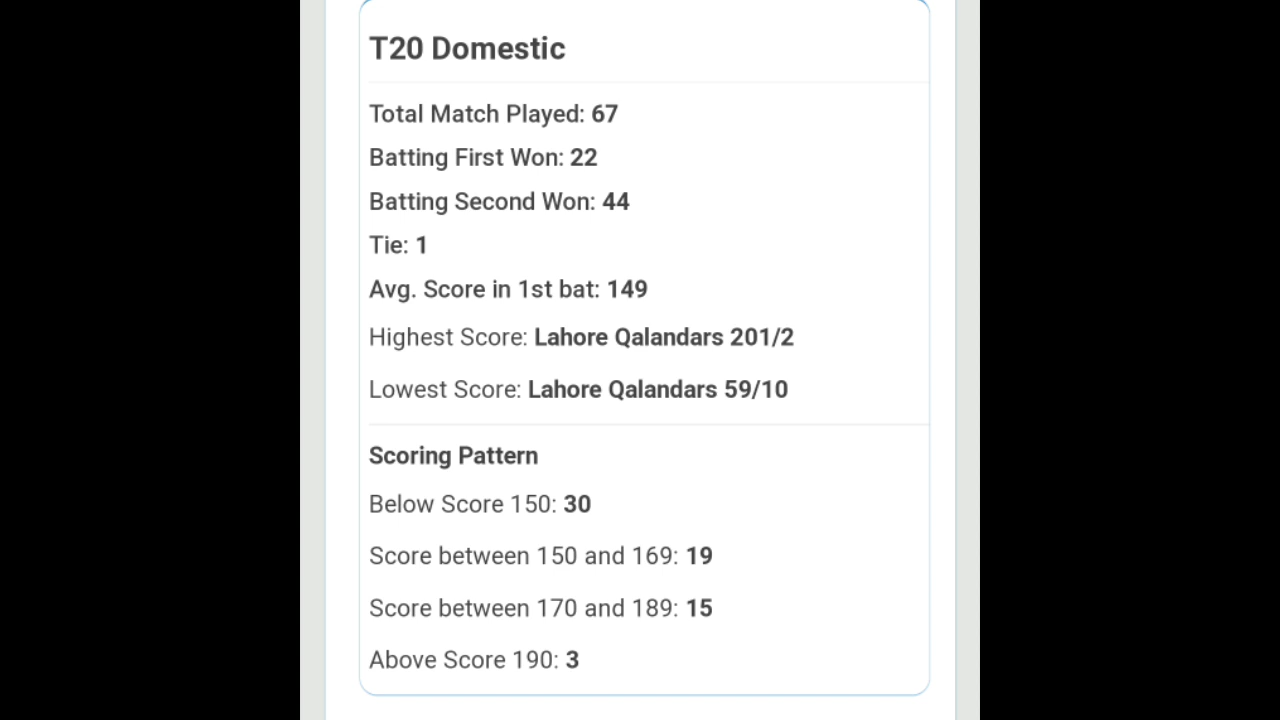 T20 Domestic
Total Match Played: 67
Batting First Won: 22
Batting Second Won: 44
Tie: 1
Avg. Score in 1st bat: 149
Highest Score: Lahore Qalandars 201/2
Lowest Score: Lahore Qalandars 59/10
Scoring Pattern
Below Score 150: 30
Score between 150 and 169: 19
Score between 170 and 189: 15
Above Score 190: 3